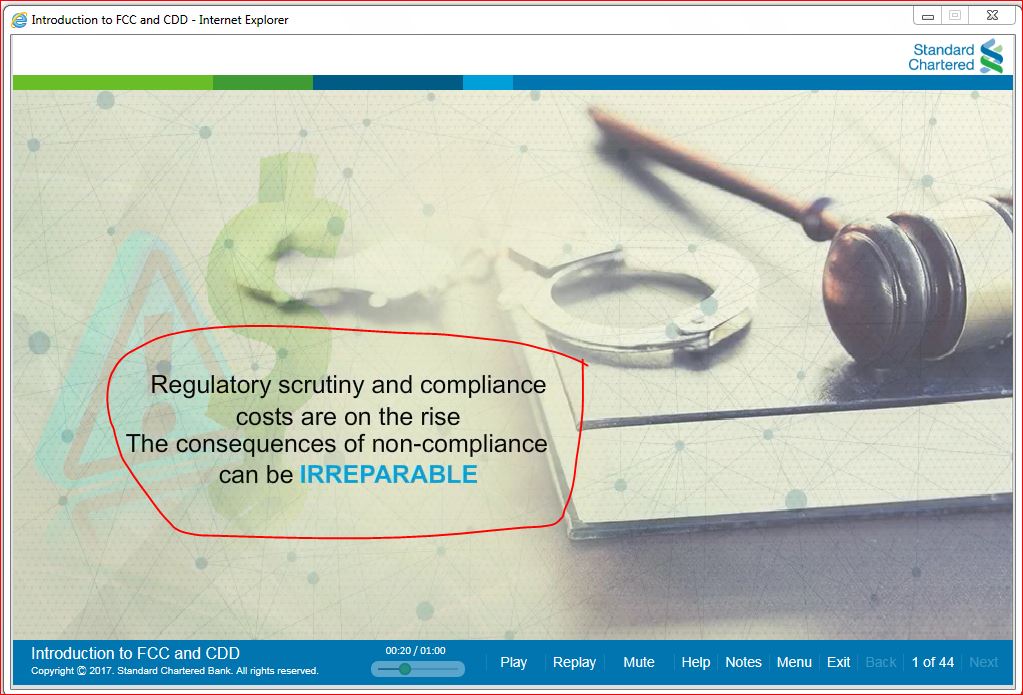 Introduction to FCC and CDD - Internet Explorer
Standard
Chartered
Regulatory scrutiny and compliance
costs are on the rise
The consequences of non-compliance
can be IRREPARABLE
Introduction to FCC and CDD
Copyright © 2017. Standard Chartered Bank. All rights reserved.
00:20 / 01:00
Play Replay Mute Help Notes Menu Exit Back 1 of 44 Next